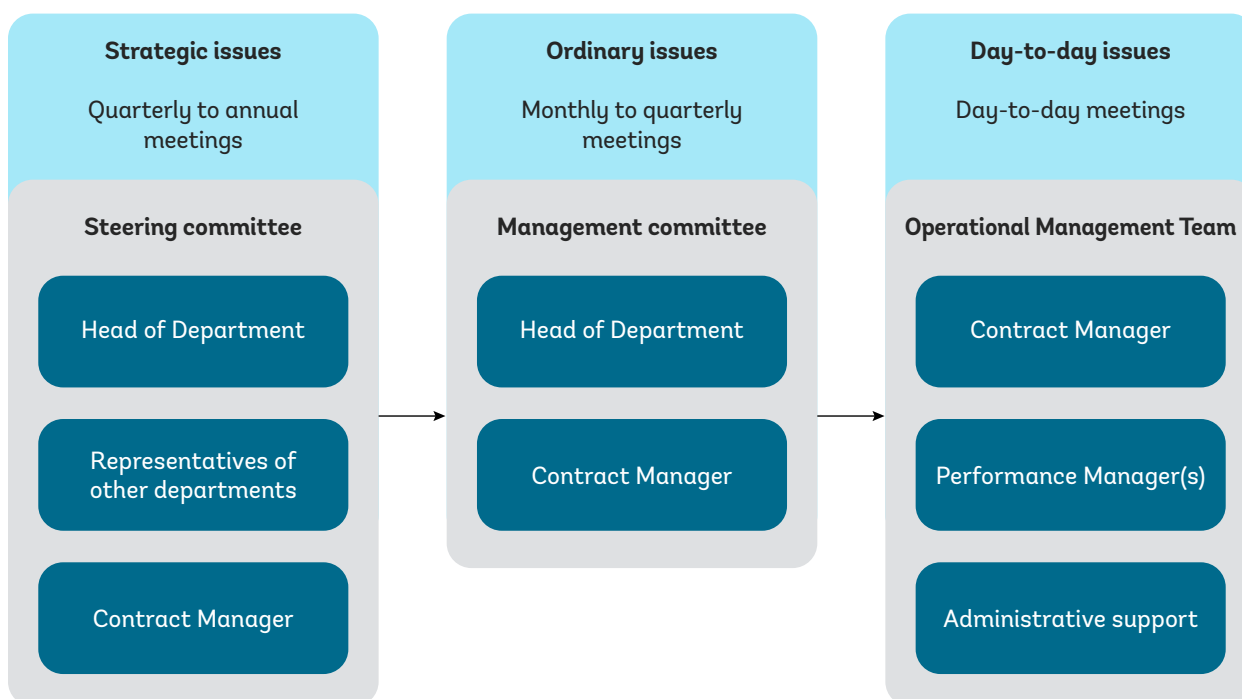 Strategic issues
Quarterly to annual
meetings
Steering committee
Head of Department
Representatives of
other departments
Contract Manager
Ordinary issues
Monthly to quarterly
meetings
Management committee
Head of Department
Contract Manager
Day-to-day issues
Day-to-day meetings
Operational Management Team
Contract Manager
Performance Manager(s)
Administrative support